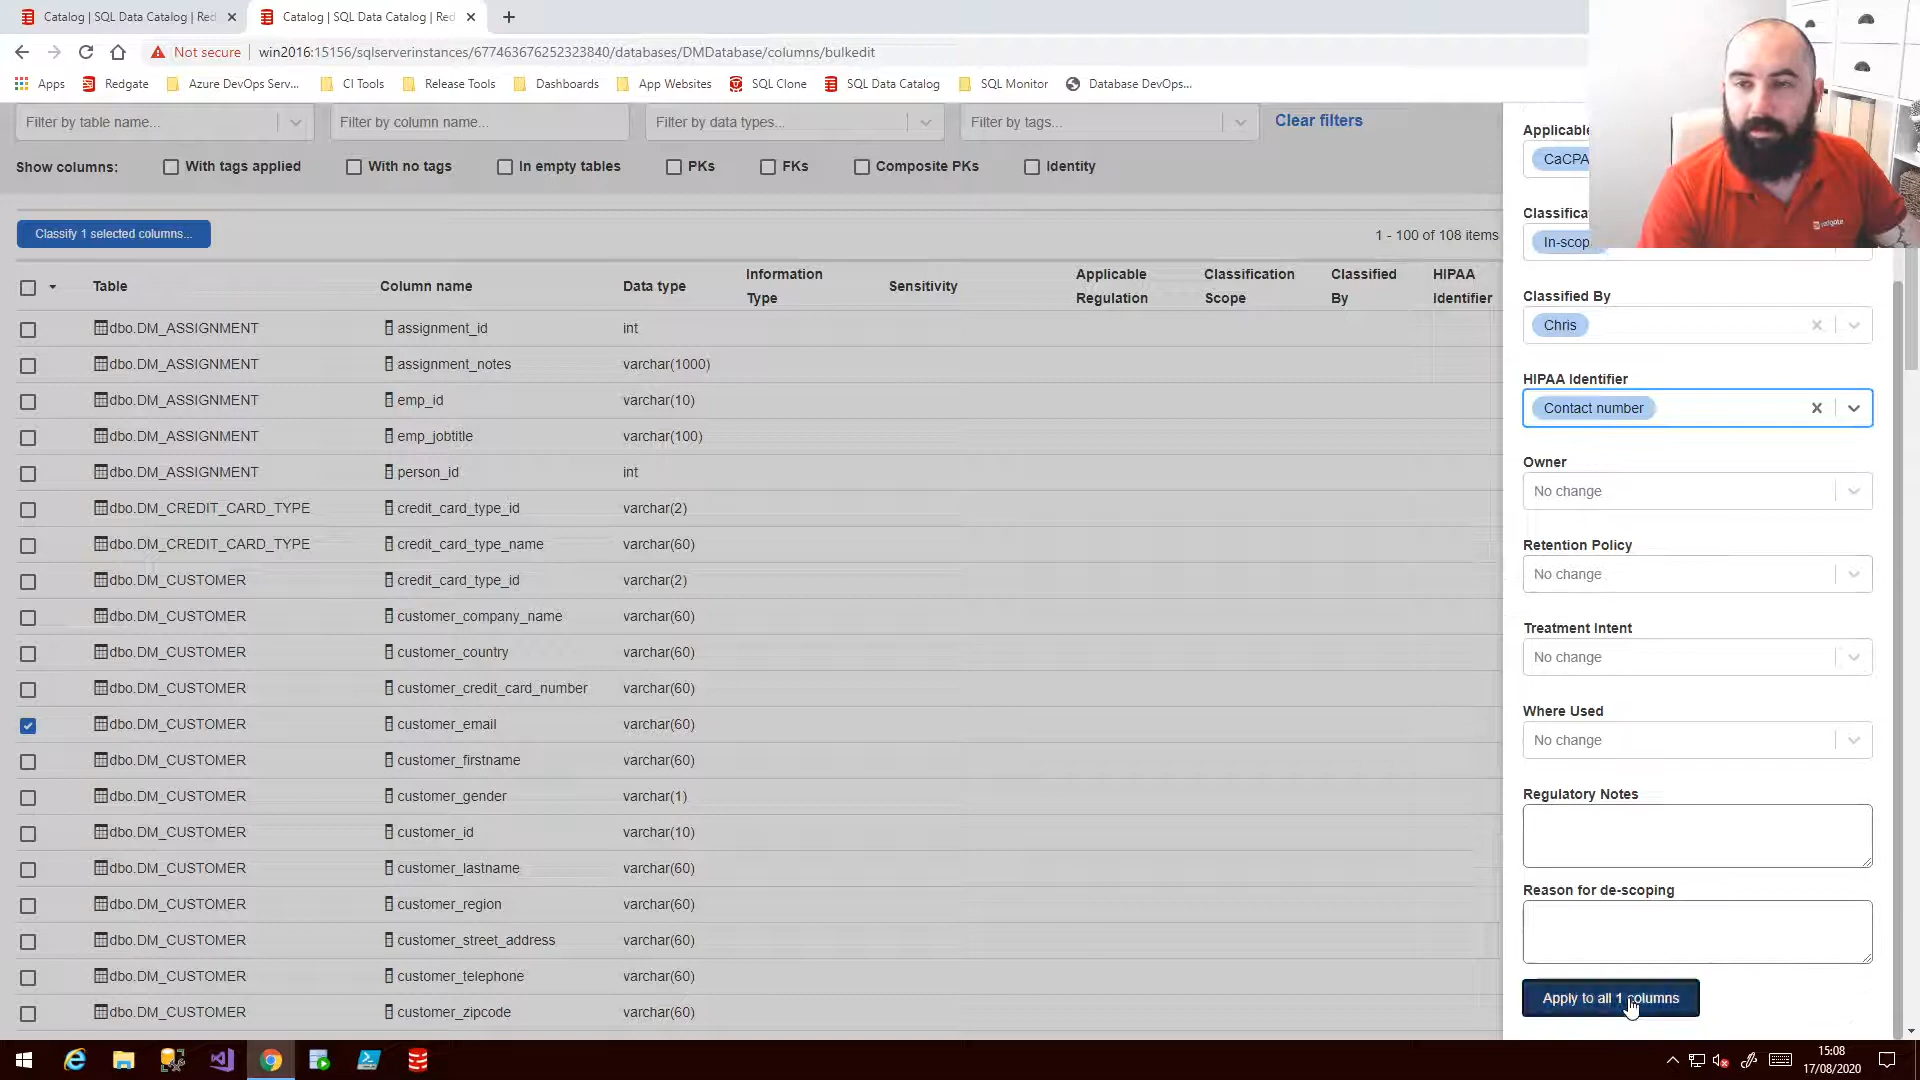 Catalog | SQL Data Catalog | Red
Catalog | SQL Data Catalog | Red
Not secure | win2016:15156/sqlserverinstances/677463676252323840/databases/DMDatabase/columns/bulkedit
Apps Redgate Azure DevOps Serv... CI Tools Release Tools Dashboards App Websites SQL Clone SQL Data Catalog SQL Monitor Database DevOps...
Filter by table name... Filter by column name... Filter by data types... Filter by tags... Clear filters
Show columns: With tags applied With no tags In empty tables PKs FKs Composite PKs Identity
Classify 1 selected columns...
1 - 100 of 108 items
Table Column name Data type Information Type Sensitivity Applicable Regulation Classification Scope Classified By HIPAA Identifier
dbo.DM_ASSIGNMENT assignment_id int
dbo.DM_ASSIGNMENT assignment_notes varchar(1000)
dbo.DM_ASSIGNMENT emp_id varchar(10)
dbo.DM_ASSIGNMENT emp_jobtitle varchar(100)
dbo.DM_ASSIGNMENT person_id int
dbo.DM_CREDIT_CARD_TYPE credit_card_type_id varchar(2)
dbo.DM_CREDIT_CARD_TYPE credit_card_type_name varchar(60)
dbo.DM_CUSTOMER credit_card_type_id varchar(2)
dbo.DM_CUSTOMER customer_company_name varchar(60)
dbo.DM_CUSTOMER customer_country varchar(60)
dbo.DM_CUSTOMER customer_credit_card_number varchar(60)
dbo.DM_CUSTOMER customer_email varchar(60)
dbo.DM_CUSTOMER customer_firstname varchar(60)
dbo.DM_CUSTOMER customer_gender varchar(1)
dbo.DM_CUSTOMER customer_id varchar(10)
dbo.DM_CUSTOMER customer_lastname varchar(60)
dbo.DM_CUSTOMER customer_region varchar(60)
dbo.DM_CUSTOMER customer_street_address varchar(60)
dbo.DM_CUSTOMER customer_telephone varchar(60)
dbo.DM_CUSTOMER customer_zipcode varchar(60)
Applicable
CaCPA
Classifica
In-scop
Classified By
Chris
HIPAA Identifier
Contact number
Owner
No change
Retention Policy
No change
Treatment Intent
No change
Where Used
No change
Regulatory Notes
Reason for de-scoping
Apply to all 1 columns
redgate
15:08
17/08/2020